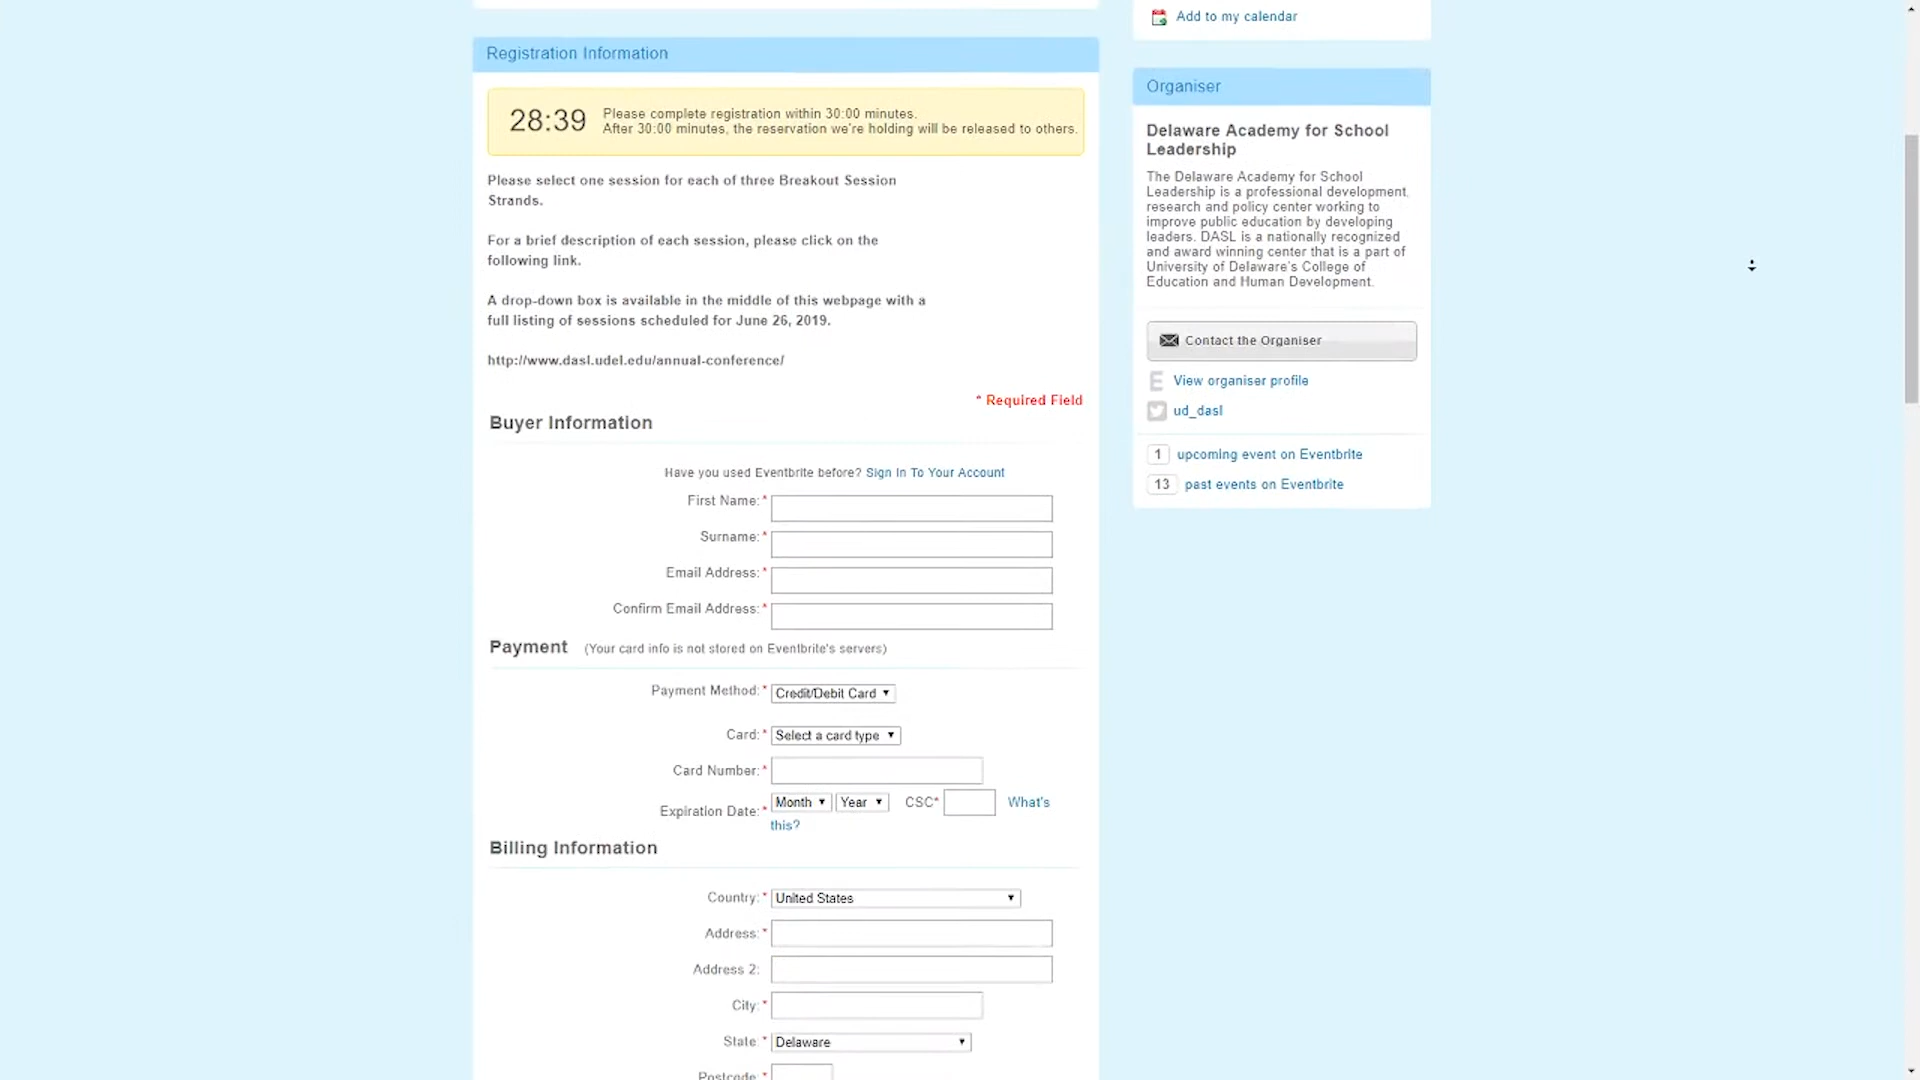 Add to my calendar
Registration Information
28:39
Please complete registration within 30:00 minutes.
After 30:00 minutes, the reservation we're holding will be released to others.
Please select one session for each of three Breakout Session
Strands.
For a brief description of each session, please click on the
following link.
A drop-down box is available in the middle of this webpage with a
full listing of sessions scheduled for June 26, 2019.
http://www.dasl.udel.edu/annual-conference/
* Required Field
Buyer Information
Have you used Eventbrite before? Sign In To Your Account
First Name: *
Surname: *
Email Address: *
Confirm Email Address: *
Payment (Your card info is not stored on Eventbrite's servers)
Payment Method: * Credit/Debit Card
Card: * Select a card type
Card Number: *
Expiration Date: * Month Year CSC* What's
this?
Billing Information
Country: * United States
Address: *
Address 2:
City: *
State: * Delaware
Postcode: *
Organiser
Delaware Academy for School
Leadership
The Delaware Academy for School
Leadership is a professional development,
research and policy center working to
improve public education by developing
leaders. DASL is a nationally recognized
and award winning center that is a part of
University of Delaware's College of
Education and Human Development.
Contact the Organiser
E View organiser profile
ud_dasl
1 upcoming event on Eventbrite
13 past events on Eventbrite